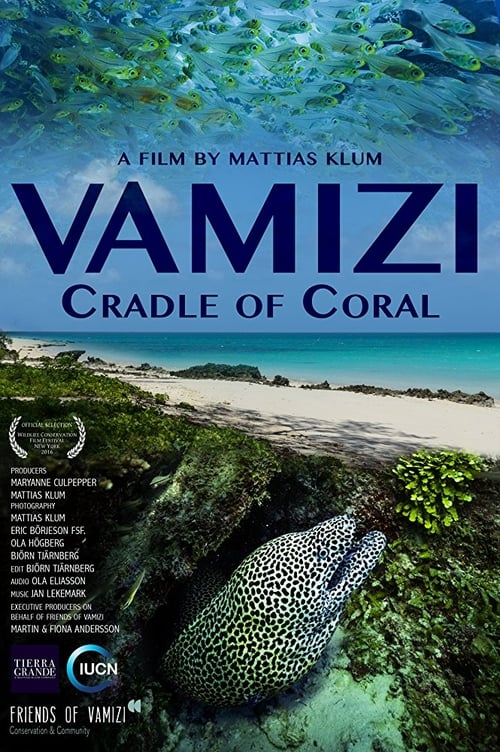 A FILM BY MATTIAS KLUM
VAMIZI
CRADLE OF CORAL
OFFICIAL SELECTION
WILDLIFE CONSERVATION
FILM FESTIVAL
NEW YORK
2016
PRODUCERS
MARYANNE CULPEPPER
MATTIAS KLUM
PHOTOGRAPHY
MATTIAS KLUM
ERIC BÖRJESON FSF.
OLA HÖGBERG
BJÖRN TJÄRNBERG
EDIT BJÖRN TJÄRNBERG
AUDIO OLA ELIASSON
MUSIC JAN LEKEMARK
EXECUTIVE PRODUCERS ON
BEHALF OF FRIENDS OF VAMIZI
MARTIN & FIONA ANDERSSON
TIERRA
GRANDE
IUCN
FRIENDS OF VAMIZI
Conservation & Community